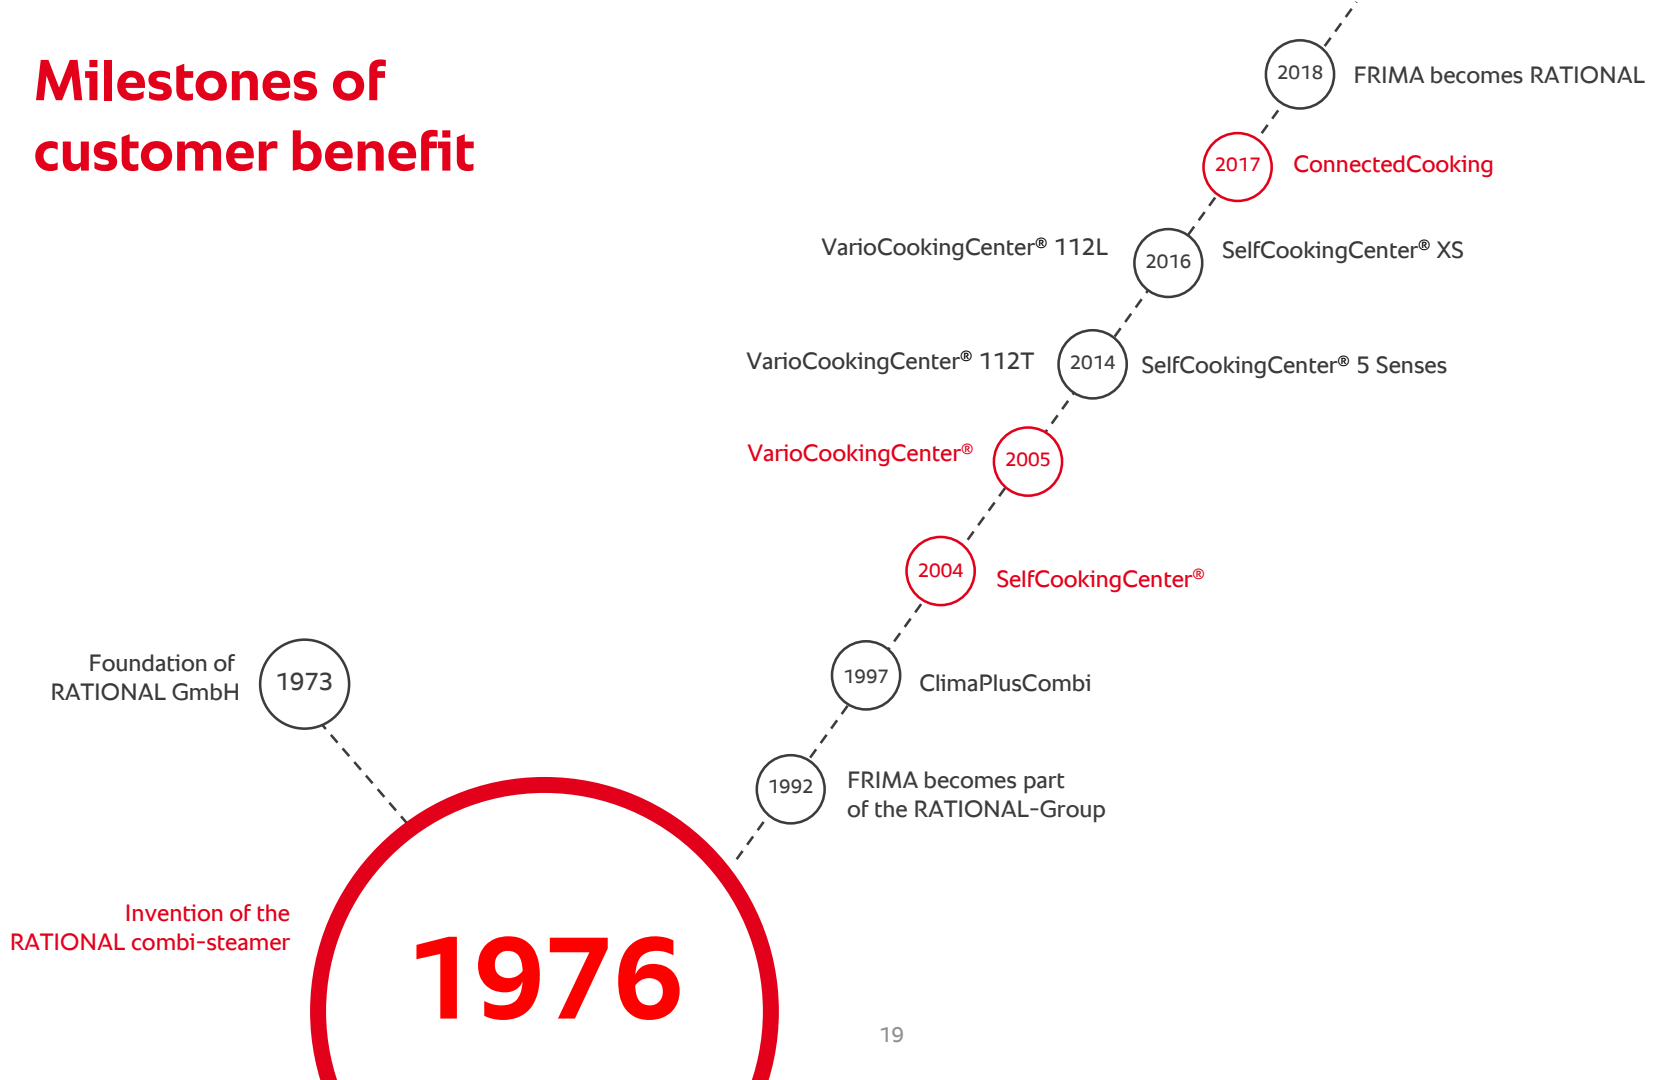 Milestones of
customer benefit
2018
FRIMA becomes RATIONAL
2017
ConnectedCooking
VarioCookingCenter® 112L
2016
SelfCookingCenter® XS
VarioCookingCenter® 112T
2014
SelfCookingCenter® 5 Senses
VarioCookingCenter®
2005
2004
SelfCookingCenter®
Foundation of
RATIONAL GmbH
1973
1997
ClimaPlusCombi
1992
FRIMA becomes part
of the RATIONAL-Group
Invention of the
RATIONAL combi-steamer
1976
19